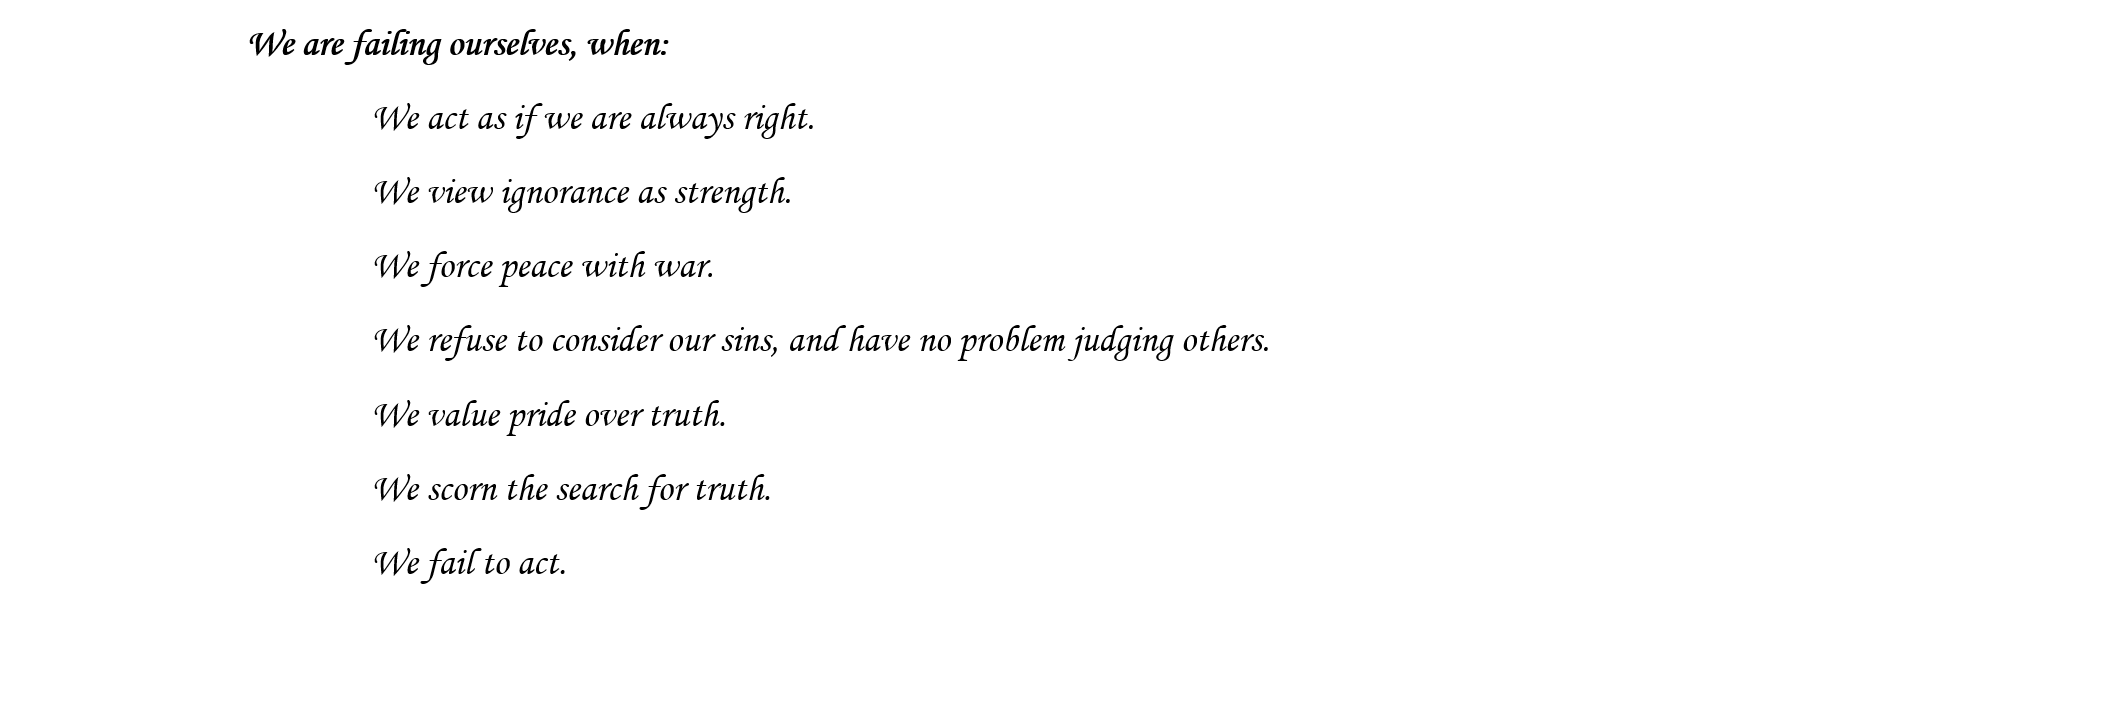 We are failing ourselves, when:
We act as if we are always right.
We view ignorance as strength.
We force peace with war.
We refuse to consider our sins, and have no problem judging others.
We value pride over truth.
We scorn the search for truth.
We fail to act.